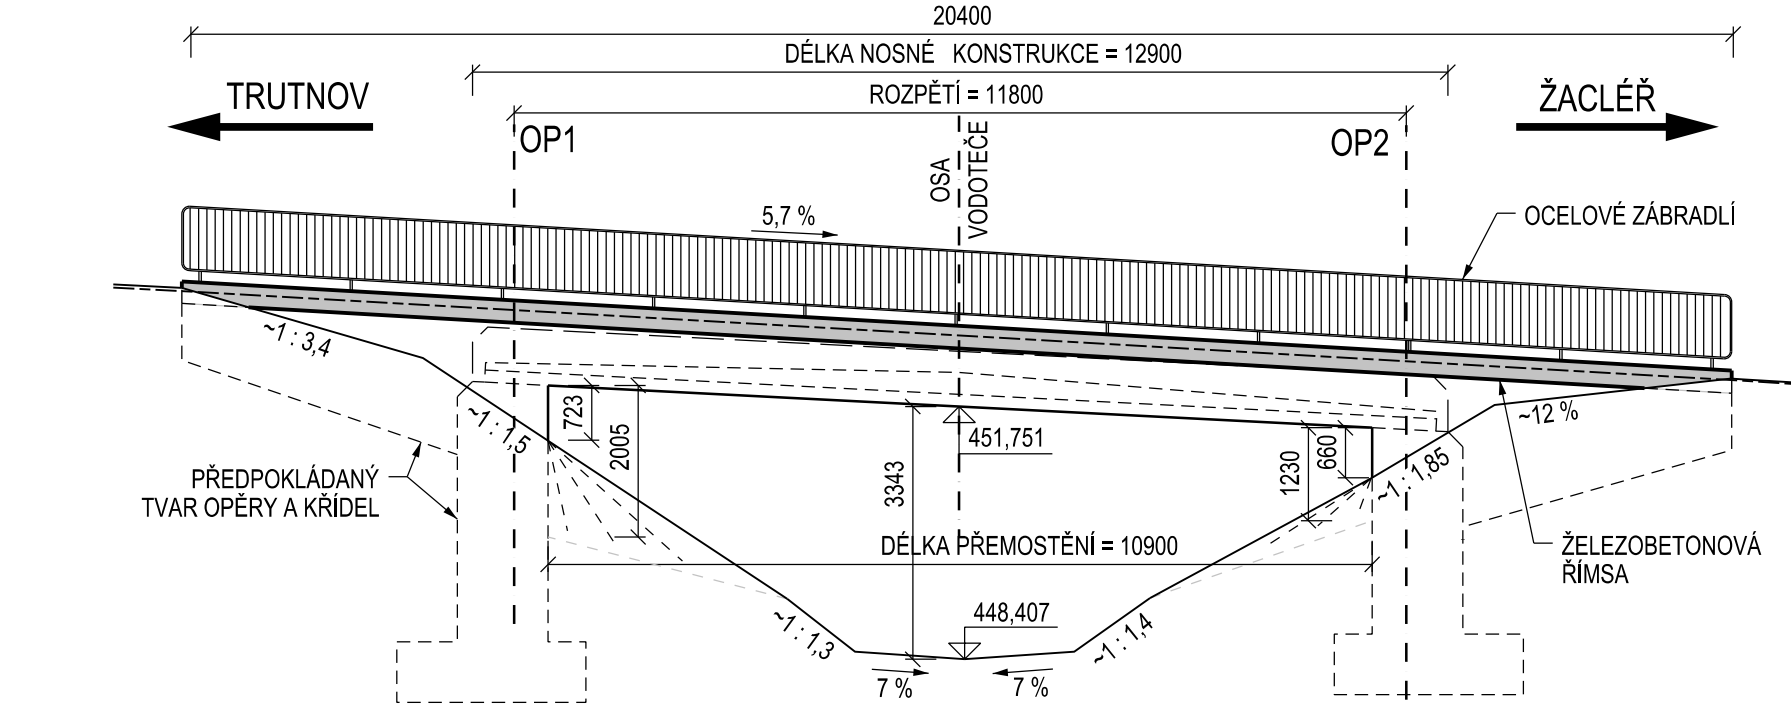 20400
DÉLKA NOSNÉ KONSTRUKCE = 12900
ROZPĚTÍ = 11800
TRUTNOV
ŽACLÉŘ
OP1
OP2
OSA
VODOTEČE
5,7 %
OCELOVÉ ZÁBRADLÍ
~1 : 3,4
~1 : 1,5
723
2005
3343
451,751
1230
660
~1 : 1,85
~12 %
PŘEDPOKLÁDANÝ
TVAR OPĚRY A KŘÍDEL
DÉLKA PŘEMOSTĚNÍ = 10900
ŽELEZOBETONOVÁ
ŘÍMSA
448,407
~1 : 1,3
~1 : 1,4
7 %
7 %